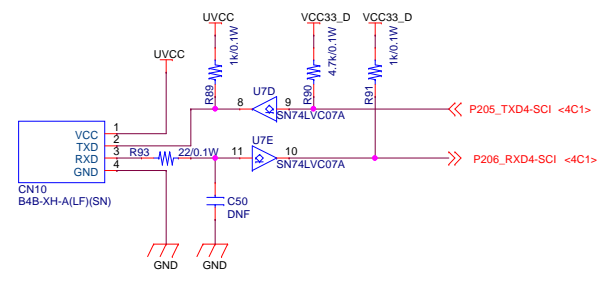 UVCC
VCC33_D
VCC33_D
UVCC
R89
1k/0.1W
R90
4.7k/0.1W
R91
1k/0.1W
U7D
8
9
SN74LVC07A
P205_TXD4-SCI <4C1>
VCC
1
TXD
2
RXD
3
GND
4
R93
22/0.1W
U7E
11
10
SN74LVC07A
P206_RXD4-SCI <4C1>
CN10
B4B-XH-A(LF)(SN)
C50
DNF
GND
GND